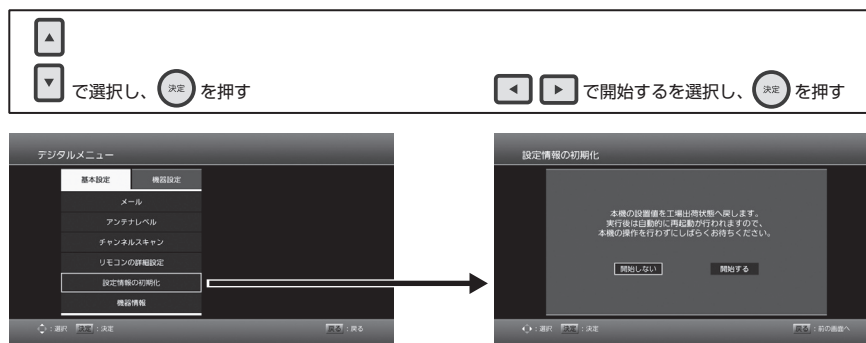 ▲
▼ で選択し、 決定 を押す
◀ ▶ で開始するを選択し、 決定 を押す
デジタルメニュー
基本設定 機器設定
メール
アンテナレベル
チャンネルスキャン
リモコンの詳細設定
設定情報の初期化
機器情報
:選択 決定 :決定 戻る :戻る
設定情報の初期化
本機の設置値を工場出荷状態へ戻します。
実行後は自動的に再起動が行われますので、
本機の操作を行わずにしばらくお待ちください。
開始しない 開始する
:選択 決定 :決定 戻る :前の画面へ